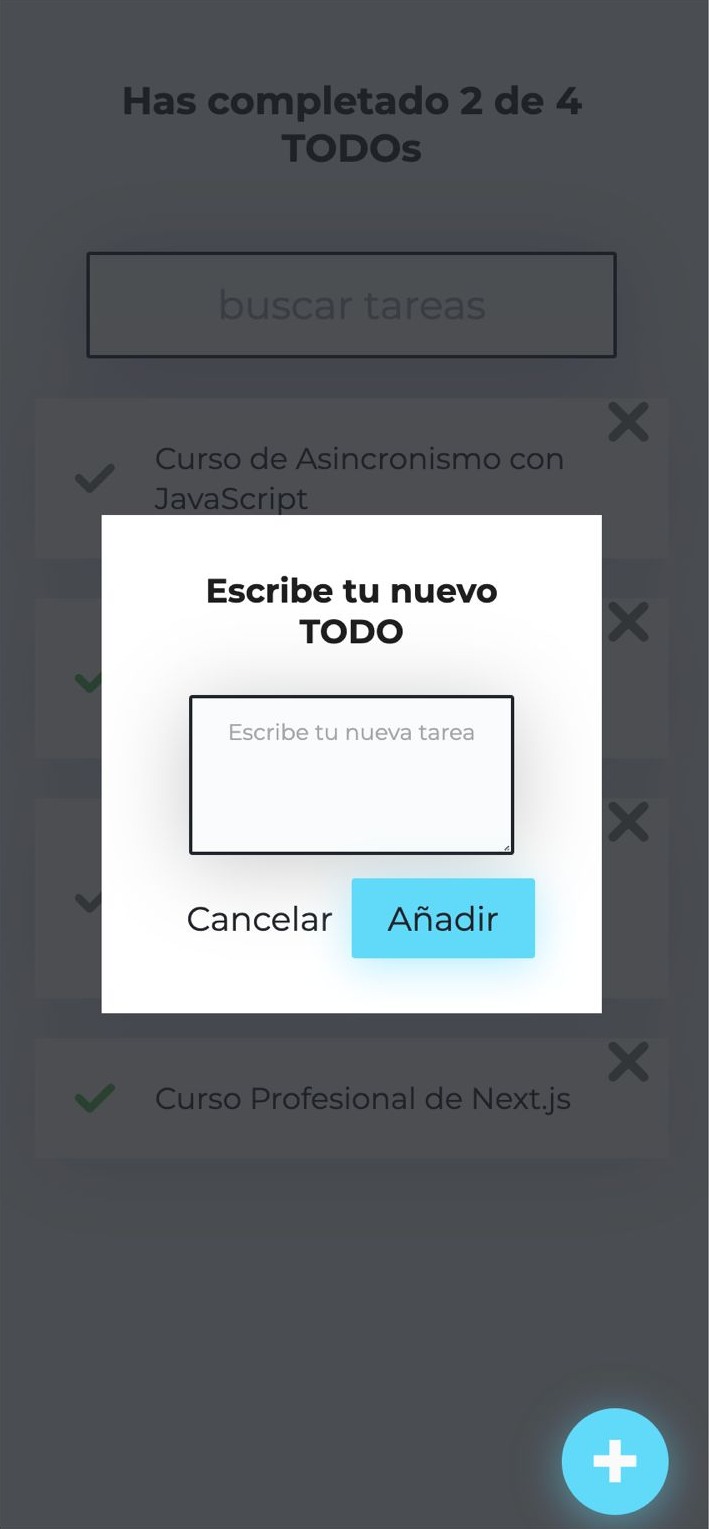 Has completado 2 de 4
TODOs
buscar tareas
Curso de Asincronismo con
JavaScript
Escribe tu nuevo
TODO
Escribe tu nueva tarea
Cancelar
Añadir
Curso Profesional de Next.js